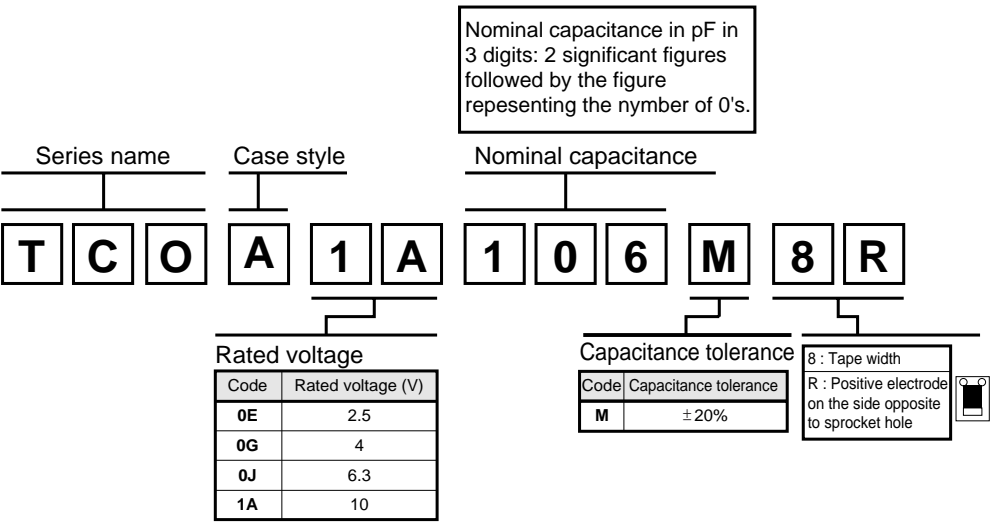 Nominal capacitance in pF in
3 digits: 2 significant figures
followed by the figure
repesenting the nymber of 0's.
Series name
Case style
Nominal capacitance
T C O A 1 A 1 0 6 M 8 R
Rated voltage
Code Rated voltage (V)
0E 2.5
0G 4
0J 6.3
1A 10
Capacitance tolerance
Code Capacitance tolerance
M ±20%
8 : Tape width
R : Positive electrode
on the side opposite
to sprocket hole